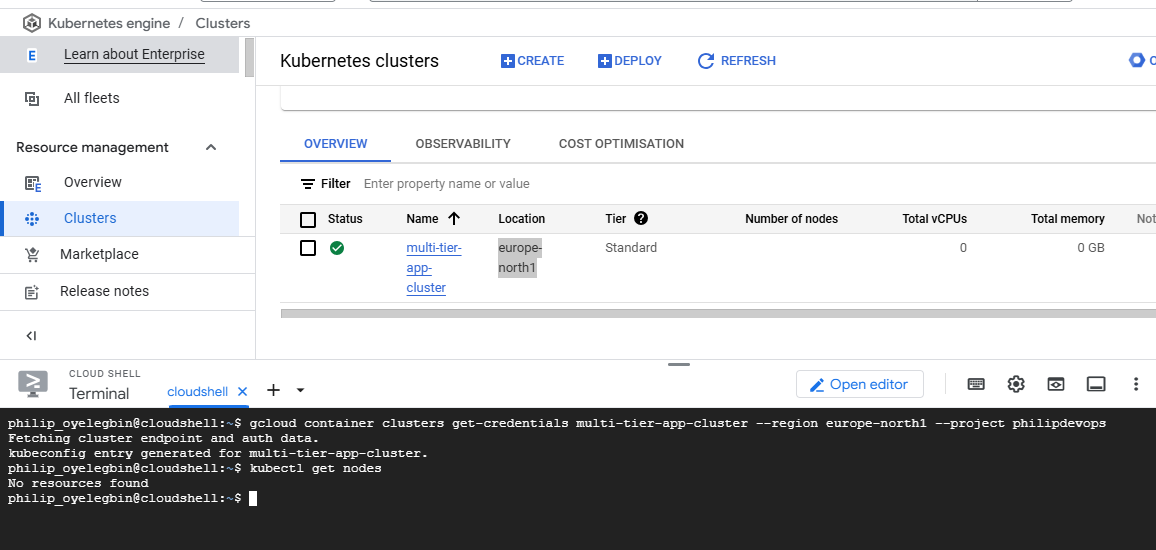 Kubernetes engine / Clusters
E Learn about Enterprise
All fleets
Resource management
Overview
Clusters
Marketplace
Release notes
Kubernetes clusters
CREATE
DEPLOY
REFRESH
OVERVIEW
OBSERVABILITY
COST OPTIMISATION
Filter Enter property name or value
Status Name Location Tier Number of nodes Total vCPUs Total memory Not
multi-tier- europe- Standard 0 0 GB
app- north1
cluster
CLOUD SHELL
Terminal
cloudshell
Open editor
philip_oyelegbin@cloudshell:~$ gcloud container clusters get-credentials multi-tier-app-cluster --region europe-north1 --project philipdevops
Fetching cluster endpoint and auth data.
kubeconfig entry generated for multi-tier-app-cluster.
philip_oyelegbin@cloudshell:~$ kubectl get nodes
No resources found
philip_oyelegbin@cloudshell:~$